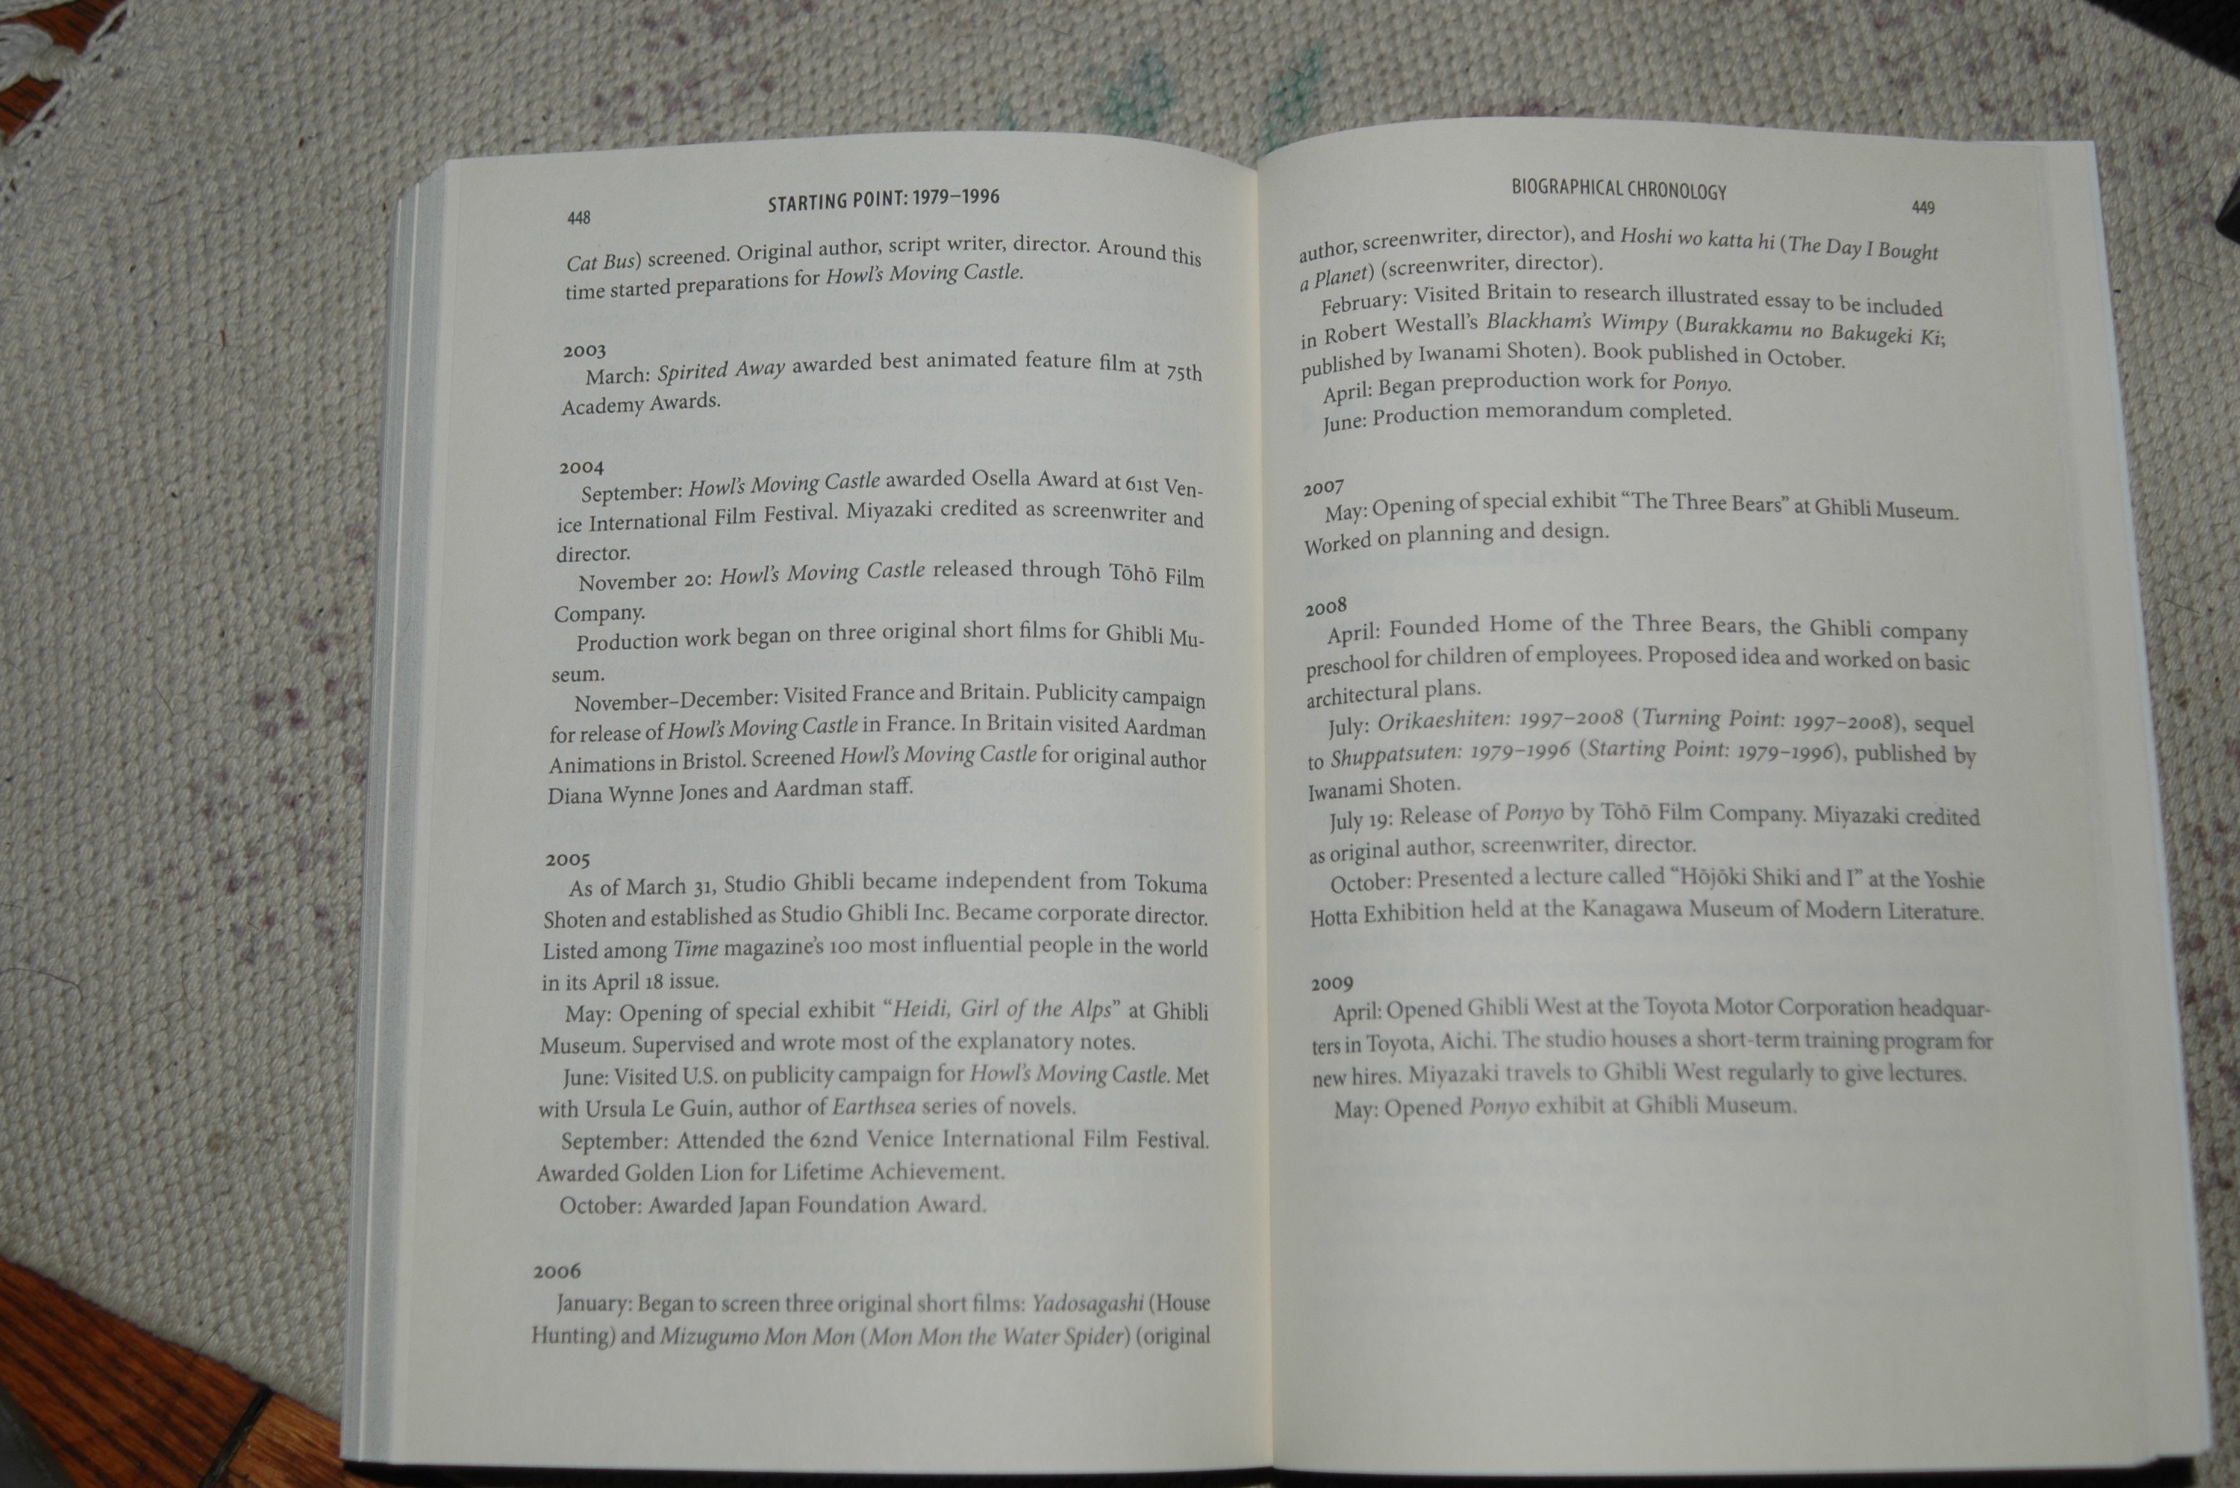 448
STARTING POINT: 1979–1996
Cat Bus) screened. Original author, script writer, director. Around this
time started preparations for Howl's Moving Castle.
2003
March: Spirited Away awarded best animated feature film at 75th
Academy Awards.
2004
September: Howl's Moving Castle awarded Osella Award at 61st Ven-
ice International Film Festival. Miyazaki credited as screenwriter and
director.
November 20: Howl's Moving Castle released through Tōhō Film
Company.
Production work began on three original short films for Ghibli Mu-
seum.
November–December: Visited France and Britain. Publicity campaign
for release of Howl's Moving Castle in France. In Britain visited Aardman
Animations in Bristol. Screened Howl's Moving Castle for original author
Diana Wynne Jones and Aardman staff.
2005
As of March 31, Studio Ghibli became independent from Tokuma
Shoten and established as Studio Ghibli Inc. Became corporate director.
Listed among Time magazine's 100 most influential people in the world
in its April 18 issue.
May: Opening of special exhibit “Heidi, Girl of the Alps” at Ghibli
Museum. Supervised and wrote most of the explanatory notes.
June: Visited U.S. on publicity campaign for Howl's Moving Castle. Met
with Ursula Le Guin, author of Earthsea series of novels.
September: Attended the 62nd Venice International Film Festival.
Awarded Golden Lion for Lifetime Achievement.
October: Awarded Japan Foundation Award.
2006
January: Began to screen three original short films: Yadosagashi (House
Hunting) and Mizugumo Mon Mon (Mon Mon the Water Spider) (original
BIOGRAPHICAL CHRONOLOGY
449
author, screenwriter, director), and Hoshi wo katta hi (The Day I Bought
a Planet) (screenwriter, director).
February: Visited Britain to research illustrated essay to be included
in Robert Westall's Blackham's Wimpy (Burakkamu no Bakugeki Ki;
published by Iwanami Shoten). Book published in October.
April: Began preproduction work for Ponyo.
June: Production memorandum completed.
2007
May: Opening of special exhibit “The Three Bears” at Ghibli Museum.
Worked on planning and design.
2008
April: Founded Home of the Three Bears, the Ghibli company
preschool for children of employees. Proposed idea and worked on basic
architectural plans.
July: Orikaeshiten: 1997–2008 (Turning Point: 1997–2008), sequel
to Shuppatsuten: 1979–1996 (Starting Point: 1979–1996), published by
Iwanami Shoten.
July 19: Release of Ponyo by Tōhō Film Company. Miyazaki credited
as original author, screenwriter, director.
October: Presented a lecture called “Hōjōki Shiki and I” at the Yoshie
Hotta Exhibition held at the Kanagawa Museum of Modern Literature.
2009
April: Opened Ghibli West at the Toyota Motor Corporation headquar-
ters in Toyota, Aichi. The studio houses a short-term training program for
new hires. Miyazaki travels to Ghibli West regularly to give lectures.
May: Opened Ponyo exhibit at Ghibli Museum.